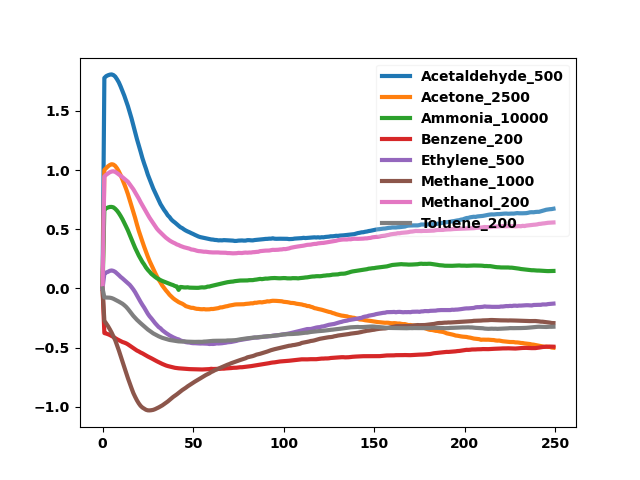 Acetaldehyde_500
Acetone_2500
Ammonia_10000
Benzene_200
Ethylene_500
Methane_1000
Methanol_200
Toluene_200
1.5
1.0
0.5
0.0
−0.5
−1.0
0 50 100 150 200 250